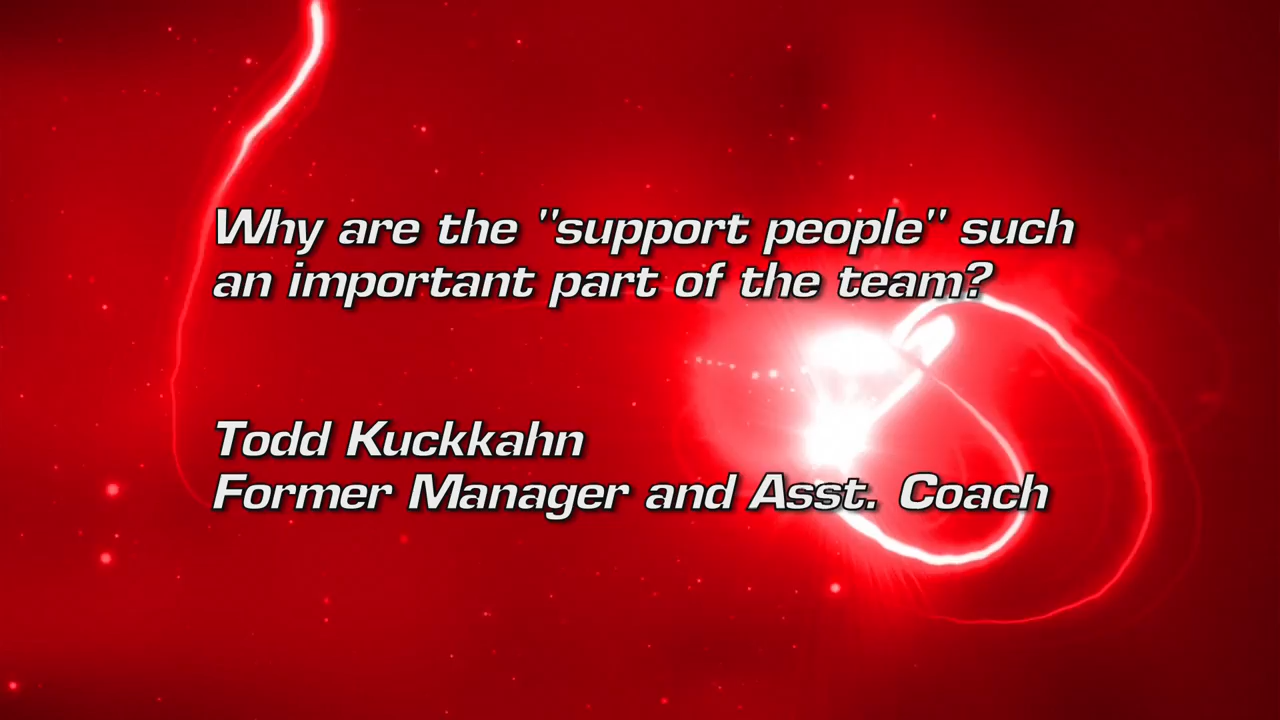 Why are the "support people" such
an important part of the team?
Todd Kuckkahn
Former Manager and Asst. Coach